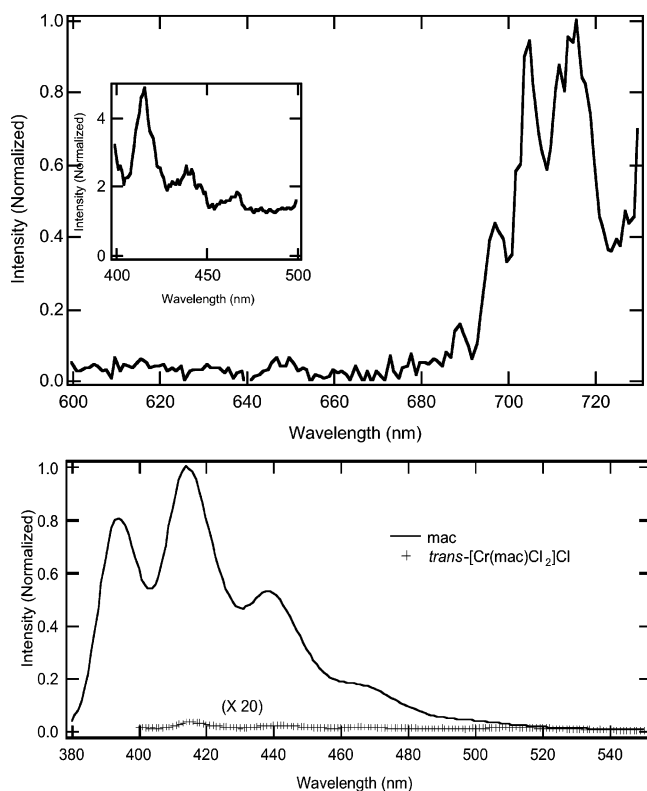 1.0
0.8
0.6
0.4
0.2
0.0
Intensity (Normalized)
4
2
0
Intensity (Normalized)
400 450 500
Wavelength (nm)
600 620 640 660 680 700 720
Wavelength (nm)
1.0
0.8
0.6
0.4
0.2
0.0
Intensity (Normalized)
mac
trans-[Cr(mac)Cl2]Cl
(X 20)
380 400 420 440 460 480 500 520 540
Wavelength (nm)